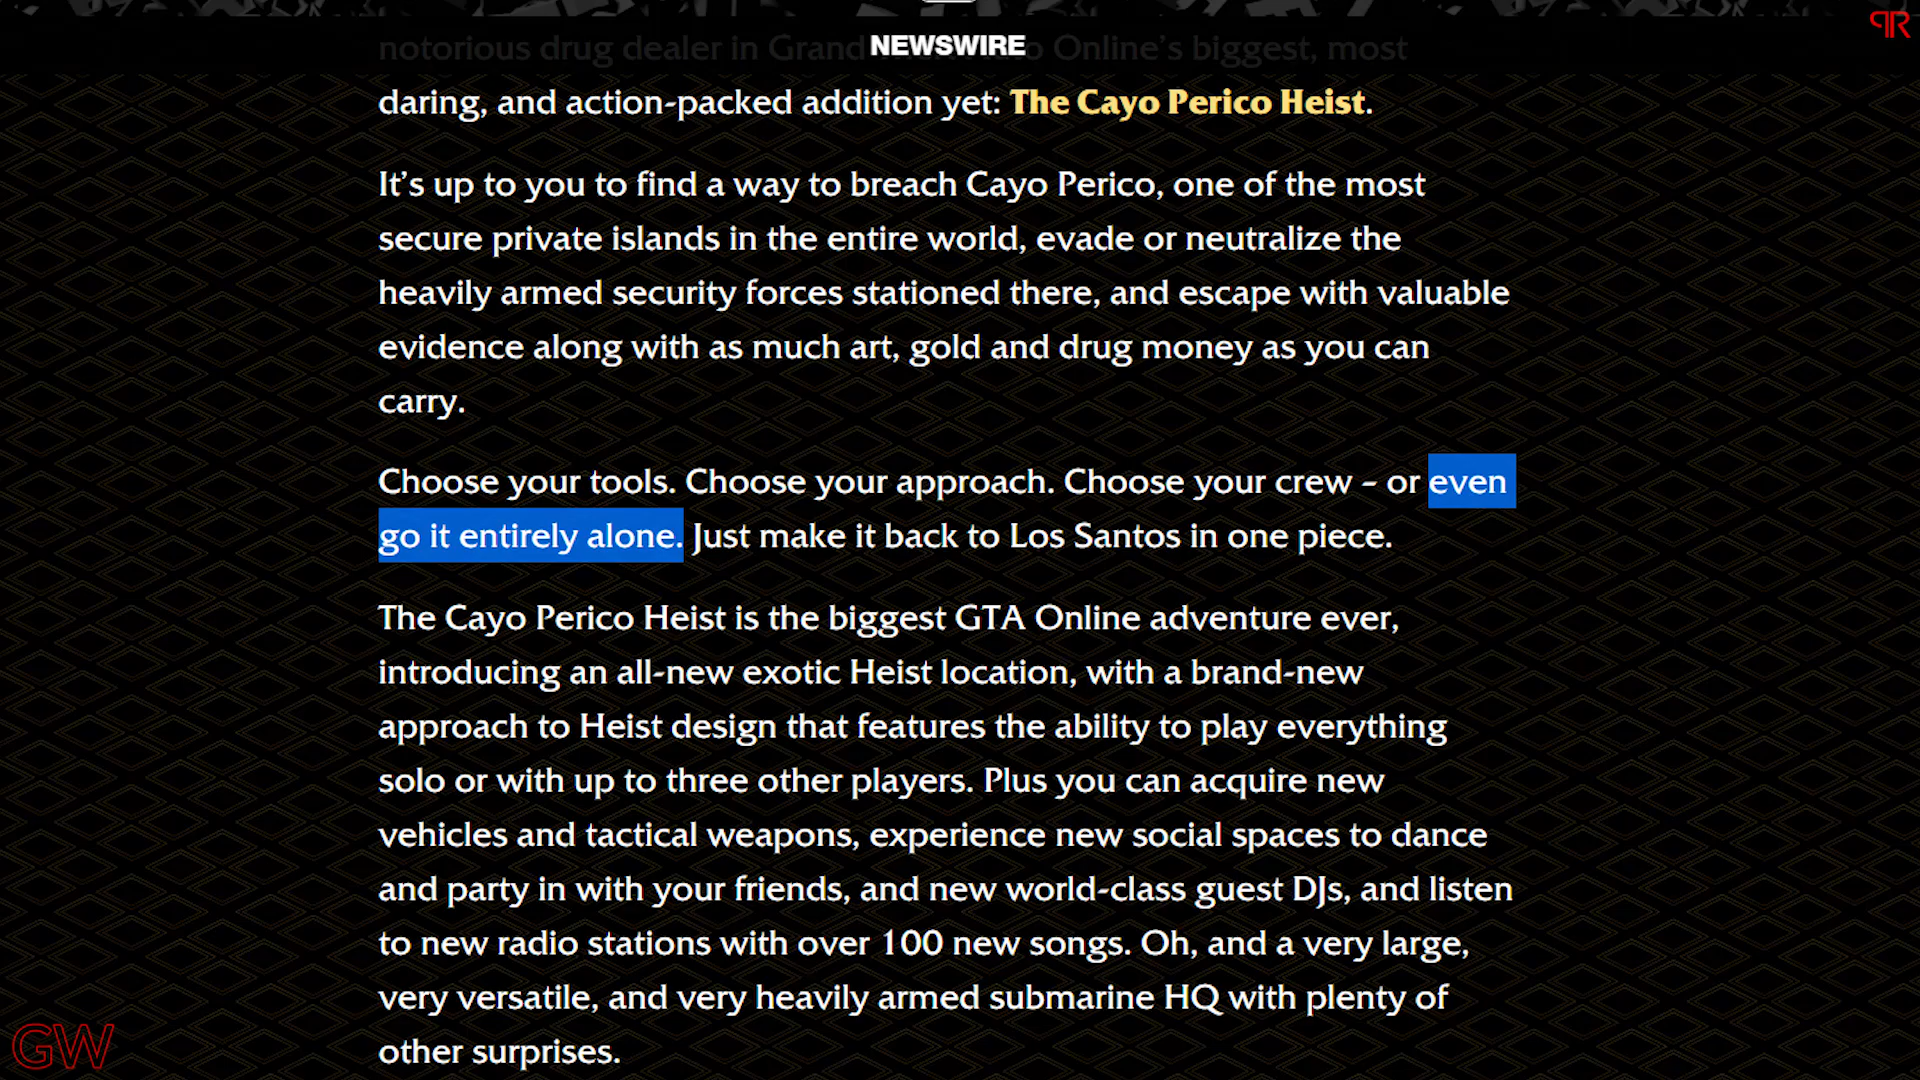 NEWSWIRE
notorious drug dealer in Grand Online's biggest, most
daring, and action-packed addition yet: The Cayo Perico Heist.
It's up to you to find a way to breach Cayo Perico, one of the most
secure private islands in the entire world, evade or neutralize the
heavily armed security forces stationed there, and escape with valuable
evidence along with as much art, gold and drug money as you can
carry.
Choose your tools. Choose your approach. Choose your crew – or even
go it entirely alone. Just make it back to Los Santos in one piece.
The Cayo Perico Heist is the biggest GTA Online adventure ever,
introducing an all-new exotic Heist location, with a brand-new
approach to Heist design that features the ability to play everything
solo or with up to three other players. Plus you can acquire new
vehicles and tactical weapons, experience new social spaces to dance
and party in with your friends, and new world-class guest DJs, and listen
to new radio stations with over 100 new songs. Oh, and a very large,
very versatile, and very heavily armed submarine HQ with plenty of
other surprises.
GW